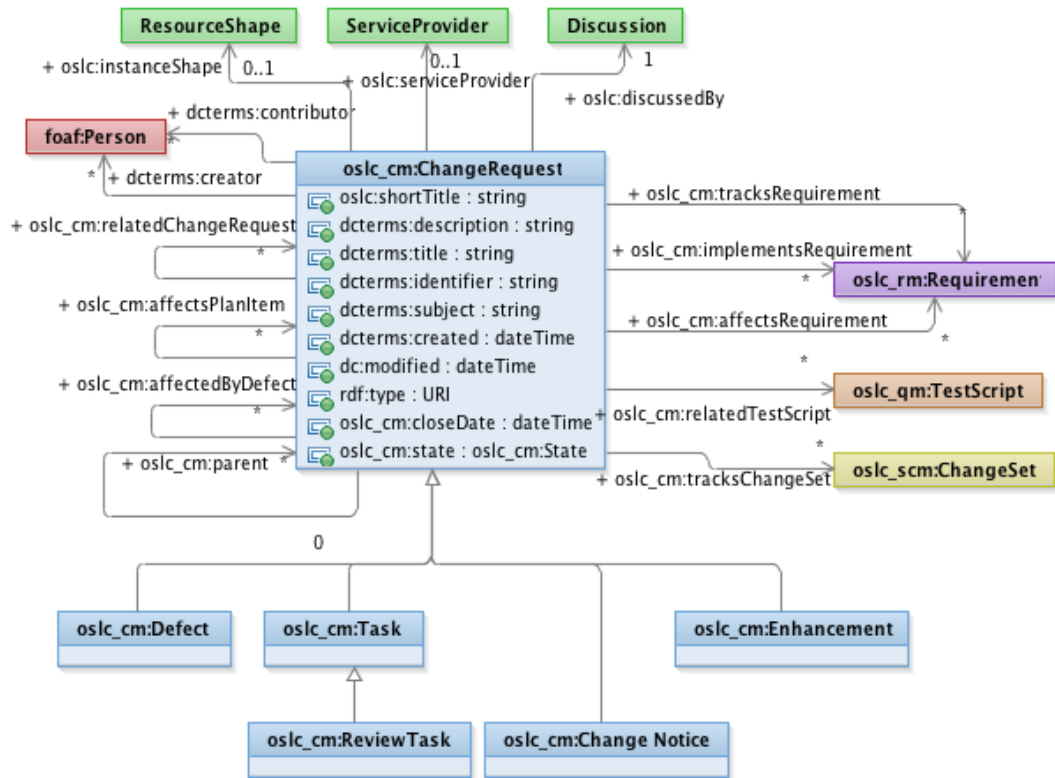 ResourceShape
ServiceProvider
Discussion
+ oslc:instanceShape
0..1
0..1
+ oslc:serviceProvider
1
+ oslc:discussedBy
+ dcterms:contributor
*
foaf:Person
* + dcterms:creator
oslc_cm:ChangeRequest
oslc:shortTitle : string
dcterms:description : string
dcterms:title : string
dcterms:identifier : string
dcterms:subject : string
dcterms:created : dateTime
dc:modified : dateTime
rdf:type : URI
oslc_cm:closeDate : dateTime
oslc_cm:state : oslc_cm:State
+ oslc_cm:relatedChangeRequest
*
+ oslc_cm:affectsPlanItem
*
+ oslc_cm:affectedByDefect
*
+ oslc_cm:parent *
0
+ oslc_cm:tracksRequirement
*
+ oslc_cm:implementsRequirement
*
oslc_rm:Requirement
+ oslc_cm:affectsRequirement
*
*
oslc_qm:TestScript
+ oslc_cm:relatedTestScript
*
oslc_scm:ChangeSet
+ oslc_cm:tracksChangeSet
oslc_cm:Defect
oslc_cm:Task
oslc_cm:Enhancement
oslc_cm:ReviewTask
oslc_cm:Change Notice